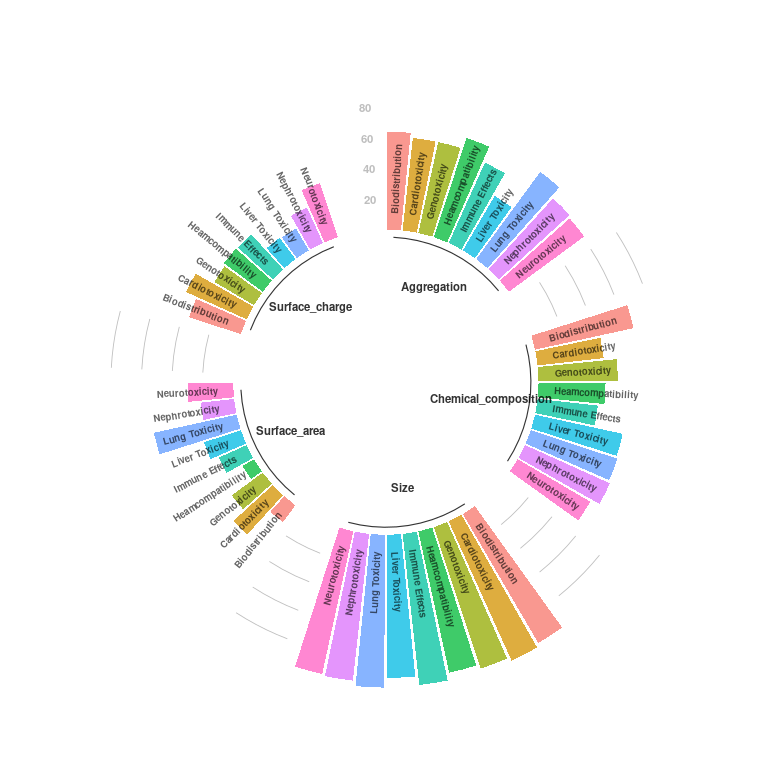 80
60
40
20
Biodistribution
Cardiotoxicity
Genotoxicity
Heamcompatibility
Immune Effects
Liver Toxicity
Lung Toxicity
Nephrotoxicity
Neurotoxicity
Aggregation
Biodistribution
Cardiotoxicity
Genotoxicity
Heamcompatibility
Immune Effects
Liver Toxicity
Lung Toxicity
Nephrotoxicity
Neurotoxicity
Chemical_composition
Biodistribution
Cardiotoxicity
Genotoxicity
Heamcompatibility
Immune Effects
Liver Toxicity
Lung Toxicity
Nephrotoxicity
Neurotoxicity
Size
Biodistribution
Cardiotoxicity
Genotoxicity
Heamcompatibility
Immune Effects
Liver Toxicity
Lung Toxicity
Nephrotoxicity
Neurotoxicity
Surface_area
Biodistribution
Cardiotoxicity
Genotoxicity
Heamcompatibility
Immune Effects
Liver Toxicity
Lung Toxicity
Nephrotoxicity
Neurotoxicity
Surface_charge